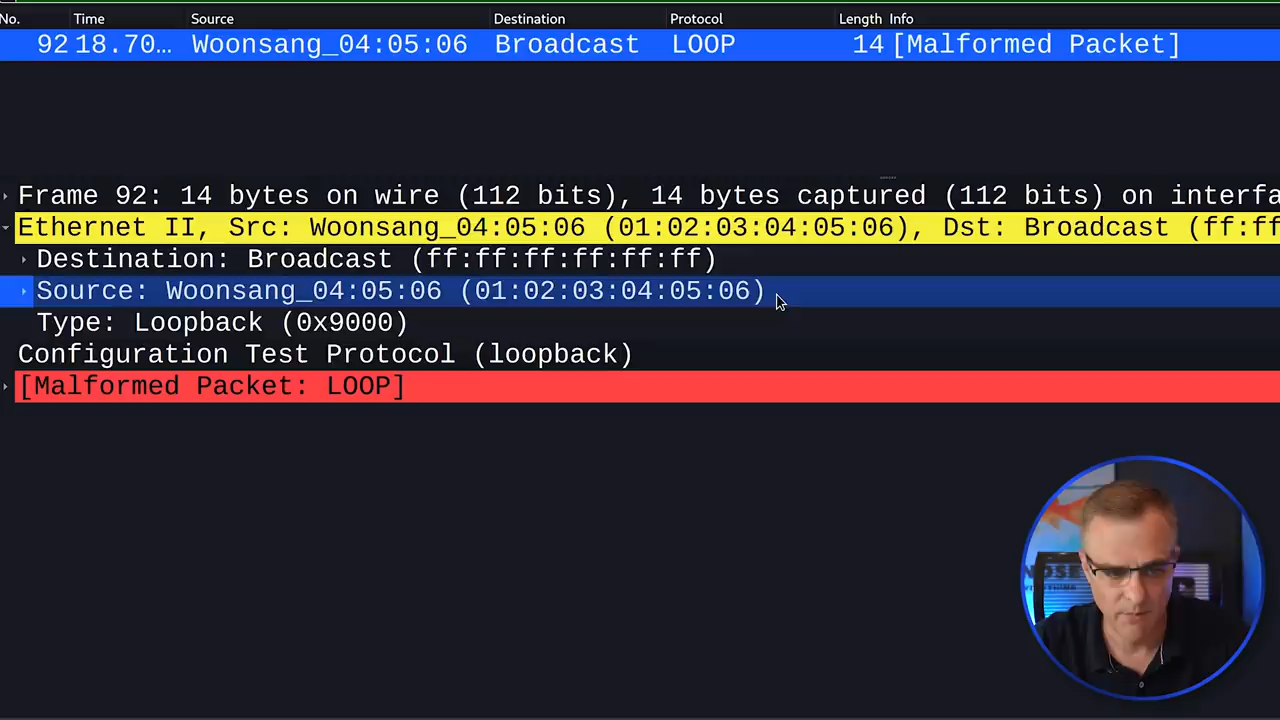 No. Time Source Destination Protocol Length Info
92 18.70… Woonsang_04:05:06 Broadcast LOOP 14 [Malformed Packet]
Frame 92: 14 bytes on wire (112 bits), 14 bytes captured (112 bits) on interfa
Ethernet II, Src: Woonsang_04:05:06 (01:02:03:04:05:06), Dst: Broadcast (ff:ff
Destination: Broadcast (ff:ff:ff:ff:ff:ff)
Source: Woonsang_04:05:06 (01:02:03:04:05:06)
Type: Loopback (0x9000)
Configuration Test Protocol (loopback)
[Malformed Packet: LOOP]